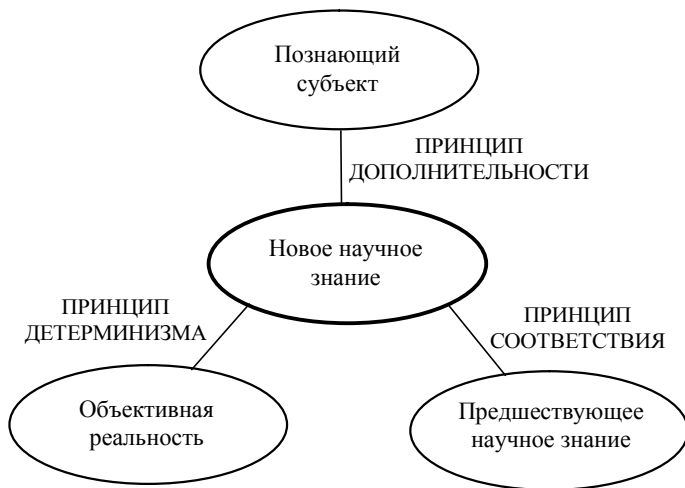 Познающий
субъект
ПРИНЦИП
ДОПОЛНИТЕЛЬНОСТИ
Новое научное
знание
ПРИНЦИП
ДЕТЕРМИНИЗМА
ПРИНЦИП
СООТВЕТСТВИЯ
Объективная
реальность
Предшествующее
научное знание